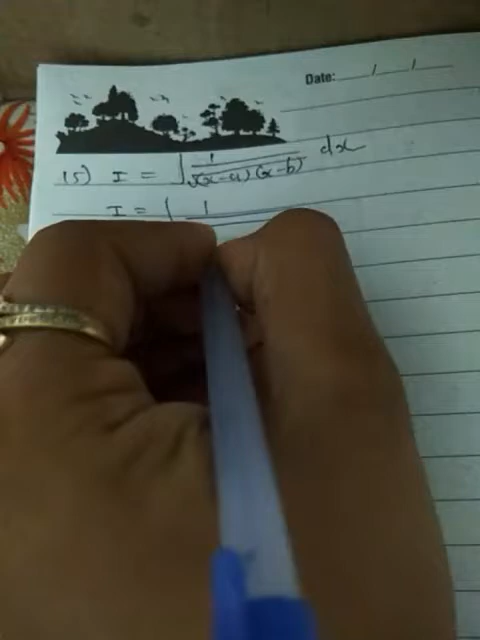 Date: / /
15) I = ∫ 1/√(x-a)(x-b) dx
I = ∫ 1